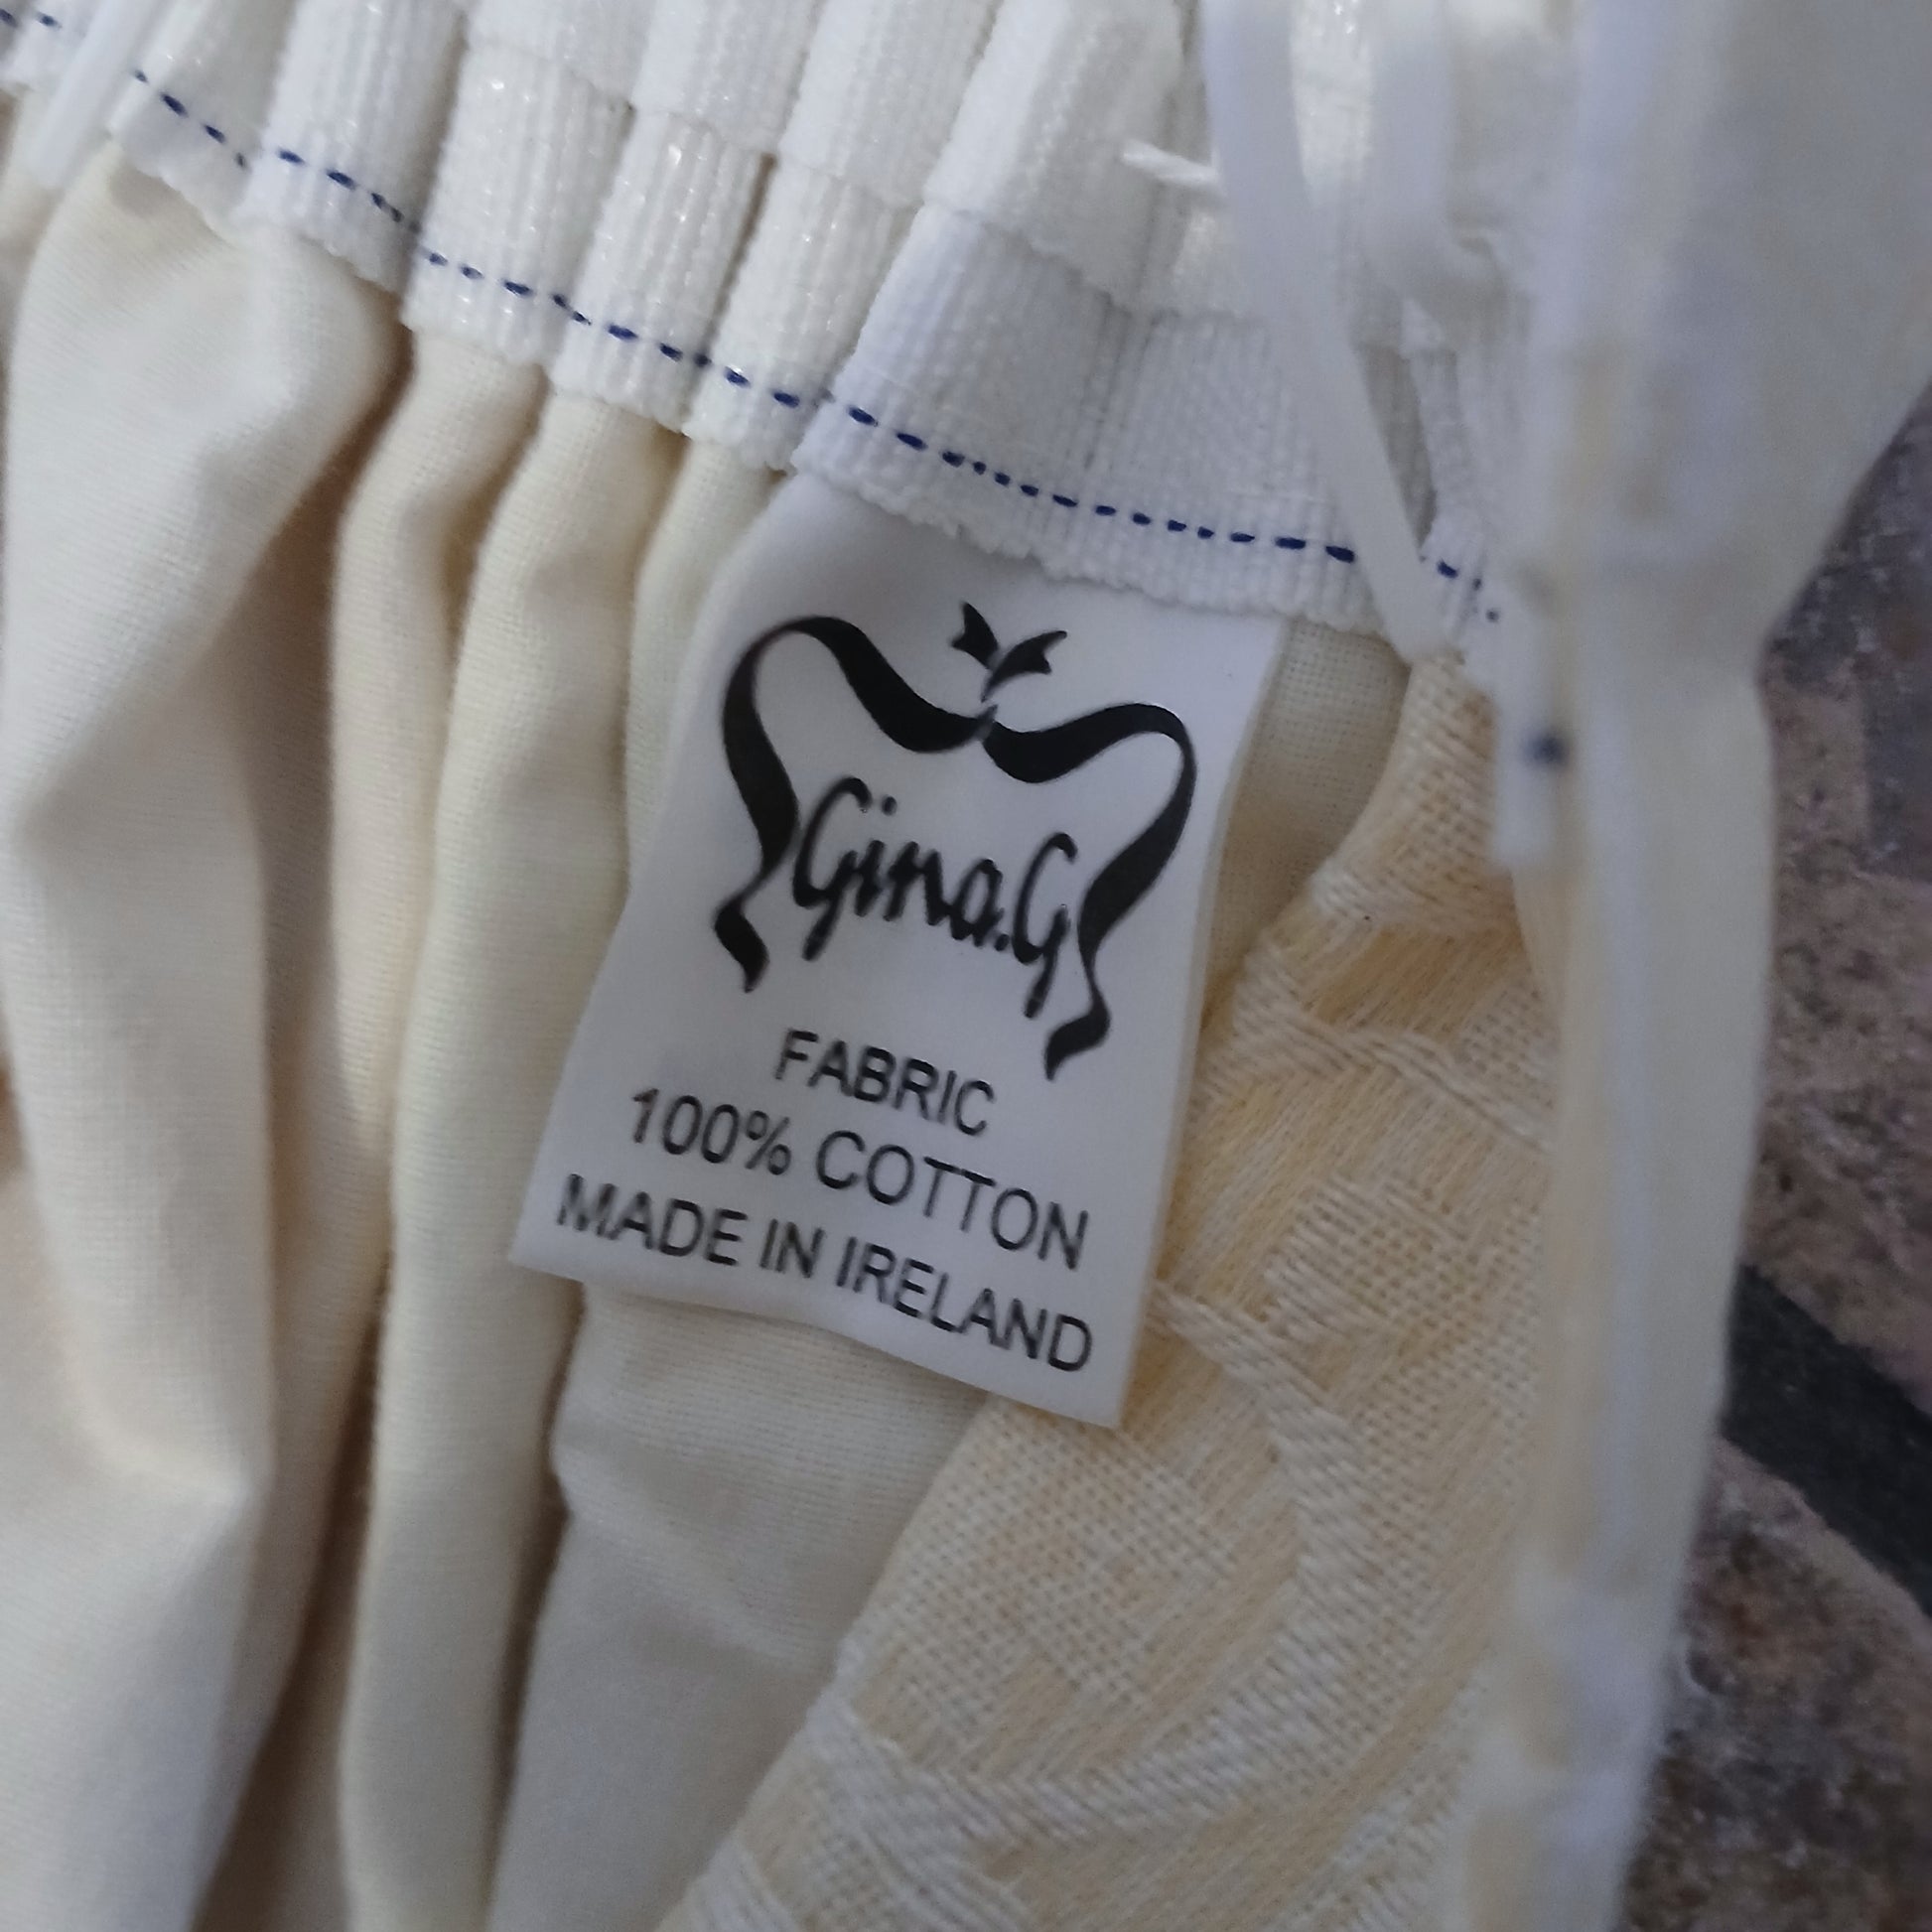 Gina.G
FABRIC
100% COTTON
MADE IN IRELAND